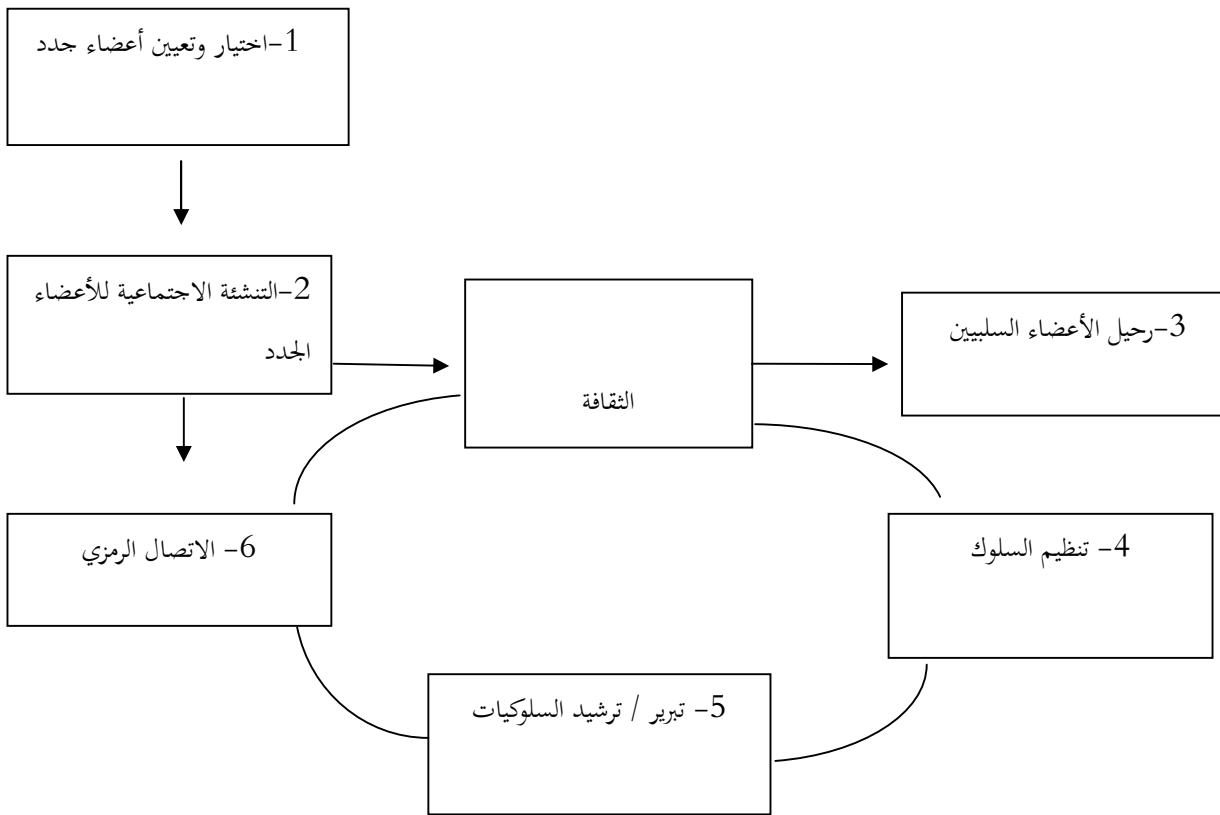 1-اختيار وتعيين أعضاء جدد
2-التنشئة الاجتماعية للأعضاء
الجدد
الثقافة
3-رحيل الأعضاء السلبيين
4- تنظيم السلوك
5- تبرير / ترشيد السلوكيات
6- الاتصال الرمزي